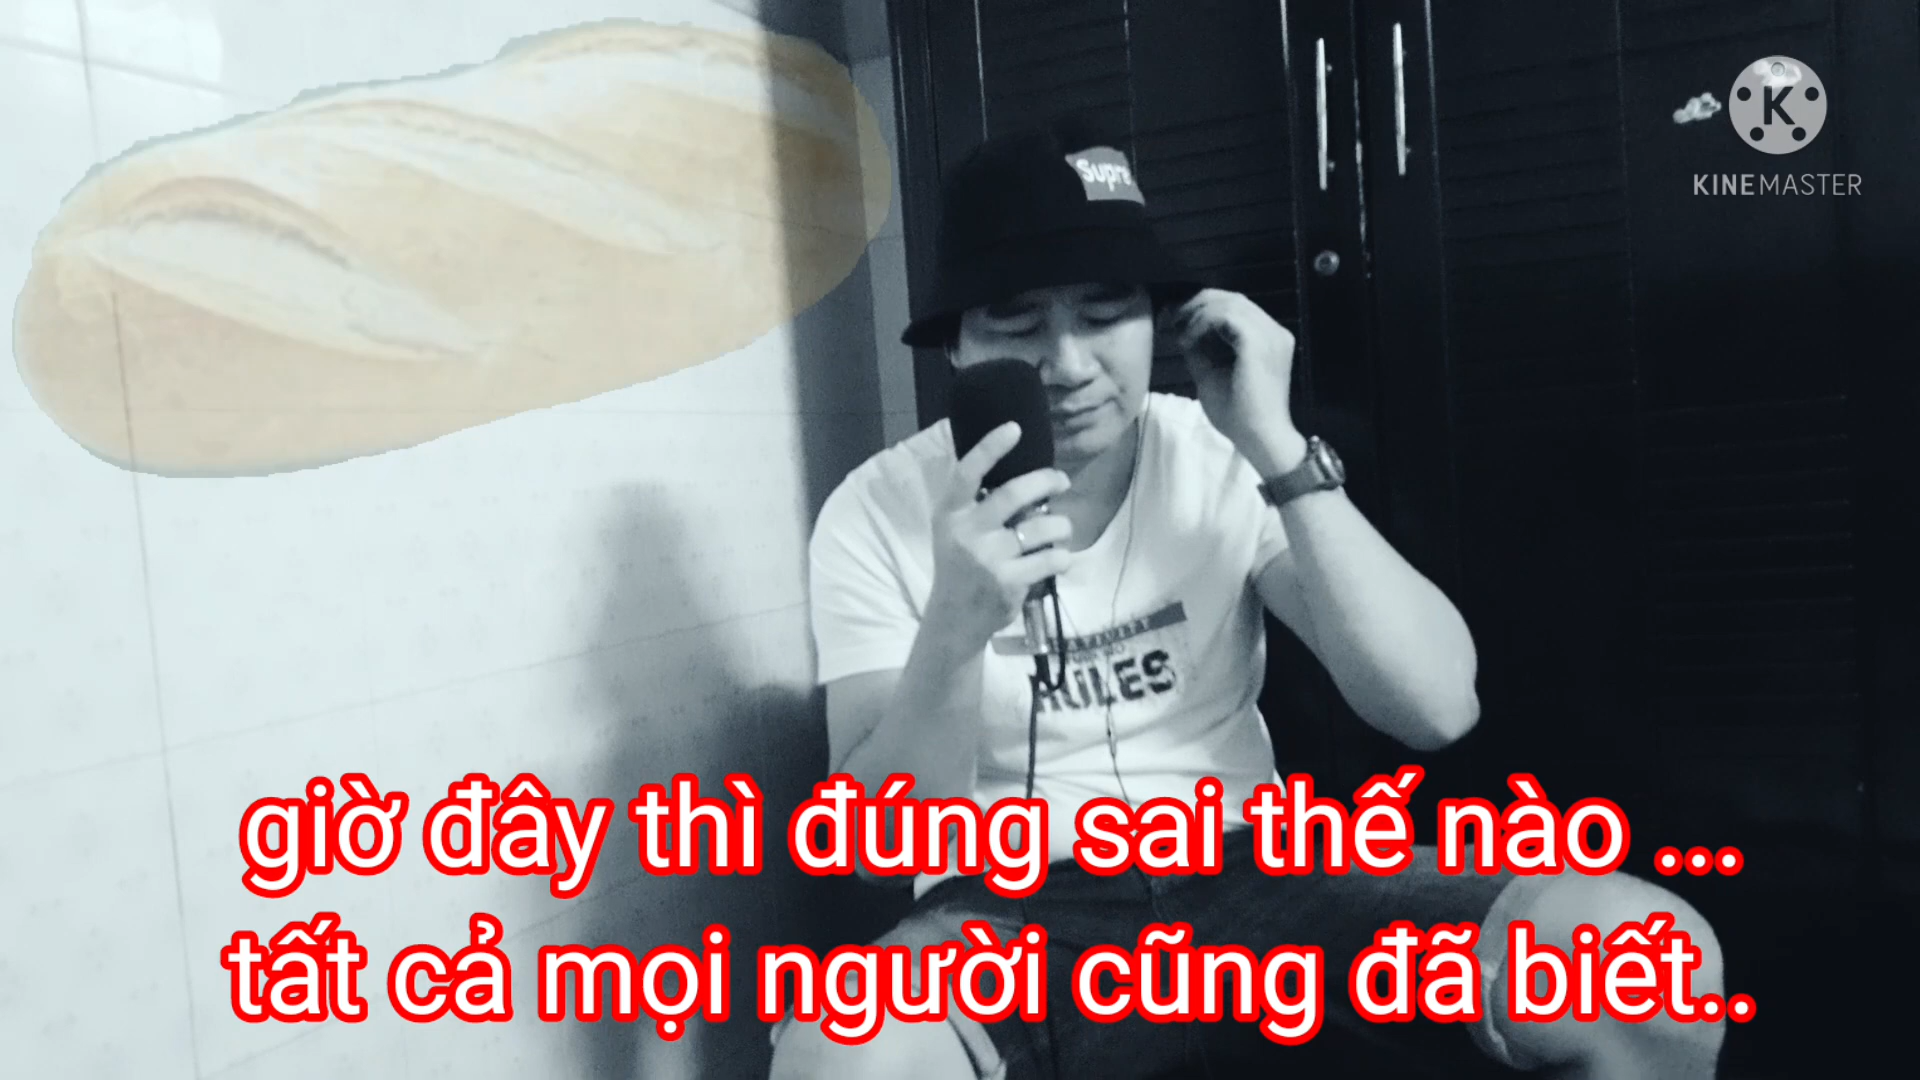 Supre
K
KINEMASTER
RULES
giờ đây thì đúng sai thế nào ...
tất cả mọi người cũng đã biết..